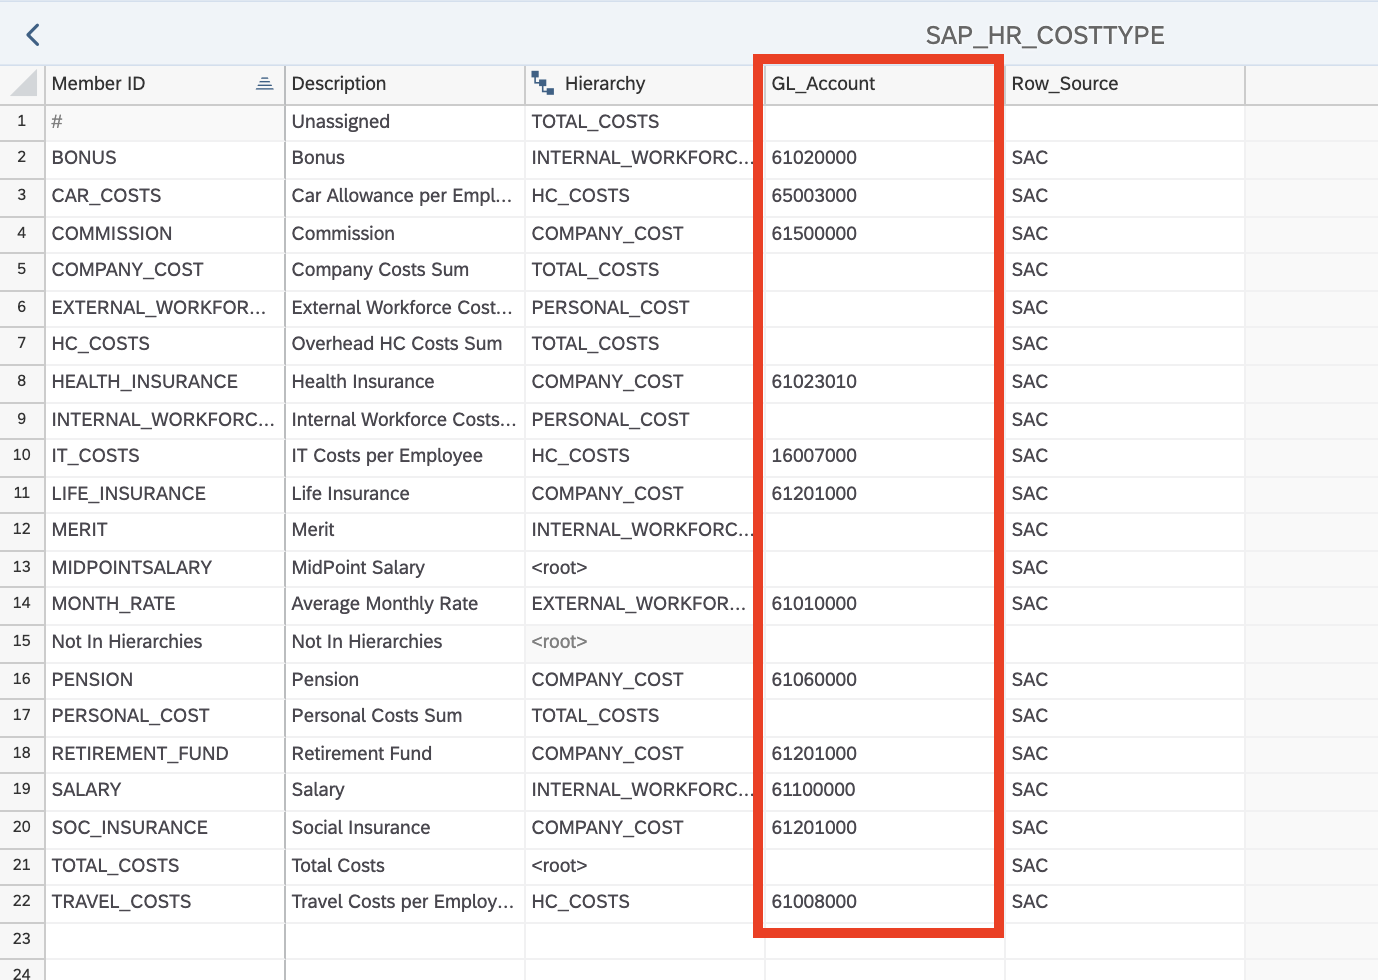 SAP_HR_COSTTYPE
Member ID Description Hierarchy GL_Account Row_Source
1 # Unassigned TOTAL_COSTS
2 BONUS Bonus INTERNAL_WORKFORC... 61020000 SAC
3 CAR_COSTS Car Allowance per Empl... HC_COSTS 65003000 SAC
4 COMMISSION Commission COMPANY_COST 61500000 SAC
5 COMPANY_COST Company Costs Sum TOTAL_COSTS SAC
6 EXTERNAL_WORKFOR... External Workforce Cost... PERSONAL_COST SAC
7 HC_COSTS Overhead HC Costs Sum TOTAL_COSTS SAC
8 HEALTH_INSURANCE Health Insurance COMPANY_COST 61023010 SAC
9 INTERNAL_WORKFORC... Internal Workforce Costs... PERSONAL_COST SAC
10 IT_COSTS IT Costs per Employee HC_COSTS 16007000 SAC
11 LIFE_INSURANCE Life Insurance COMPANY_COST 61201000 SAC
12 MERIT Merit INTERNAL_WORKFORC... SAC
13 MIDPOINTSALARY MidPoint Salary <root> SAC
14 MONTH_RATE Average Monthly Rate EXTERNAL_WORKFOR... 61010000 SAC
15 Not In Hierarchies Not In Hierarchies <root>
16 PENSION Pension COMPANY_COST 61060000 SAC
17 PERSONAL_COST Personal Costs Sum TOTAL_COSTS SAC
18 RETIREMENT_FUND Retirement Fund COMPANY_COST 61201000 SAC
19 SALARY Salary INTERNAL_WORKFORC... 61100000 SAC
20 SOC_INSURANCE Social Insurance COMPANY_COST 61201000 SAC
21 TOTAL_COSTS Total Costs <root> SAC
22 TRAVEL_COSTS Travel Costs per Employ... HC_COSTS 61008000 SAC
23
24